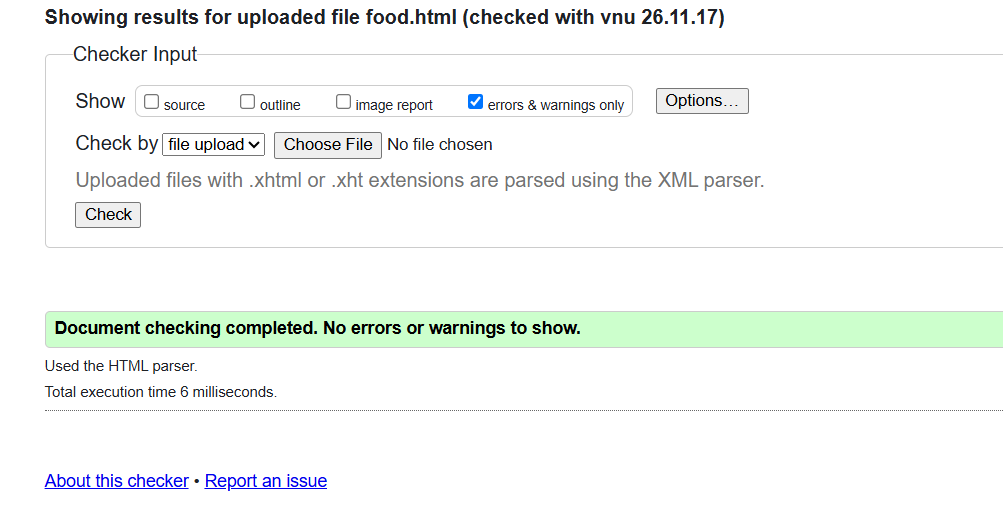 Showing results for uploaded file food.html (checked with vnu 26.11.17)
Checker Input
Show source outline image report errors & warnings only Options…
Check by file upload Choose File No file chosen
Uploaded files with .xhtml or .xht extensions are parsed using the XML parser.
Check
Document checking completed. No errors or warnings to show.
Used the HTML parser.
Total execution time 6 milliseconds.
About this checker • Report an issue